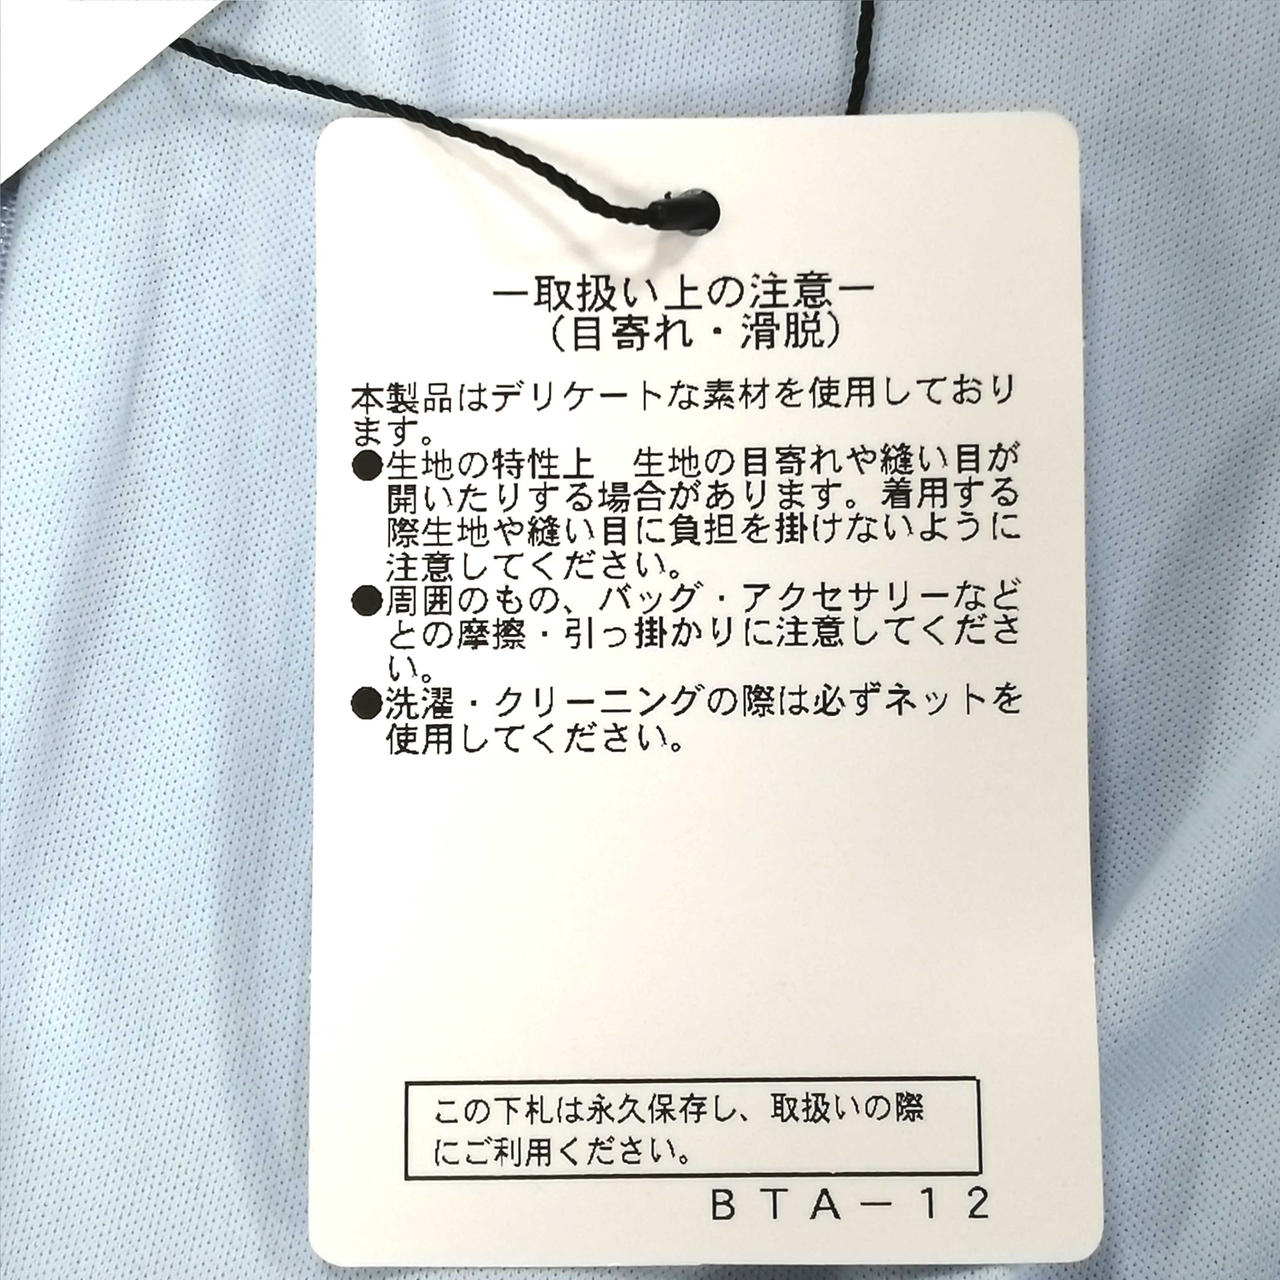 ー取扱い上の注意ー
（目寄れ・滑脱）
本製品はデリケートな素材を使用しており
ます。
●生地の特性上　生地の目寄れや縫い目が
開いたりする場合があります。着用する
際生地や縫い目に負担を掛けないように
注意してください。
●周囲のもの、バッグ・アクセサリーなど
との摩擦・引っ掛かりに注意してくださ
い。
●洗濯・クリーニングの際は必ずネットを
使用してください。
この下札は永久保存し、取扱いの際
にご利用ください。
ＢＴＡ－１２